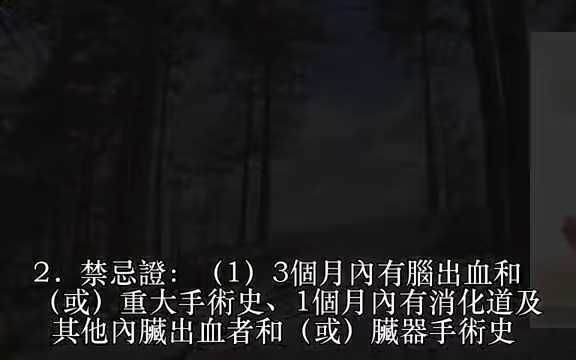 2．禁忌證：（1）3個月內有腦出血和
（或）重大手術史、1個月內有消化道及
其他內臟出血者和（或）臟器手術史